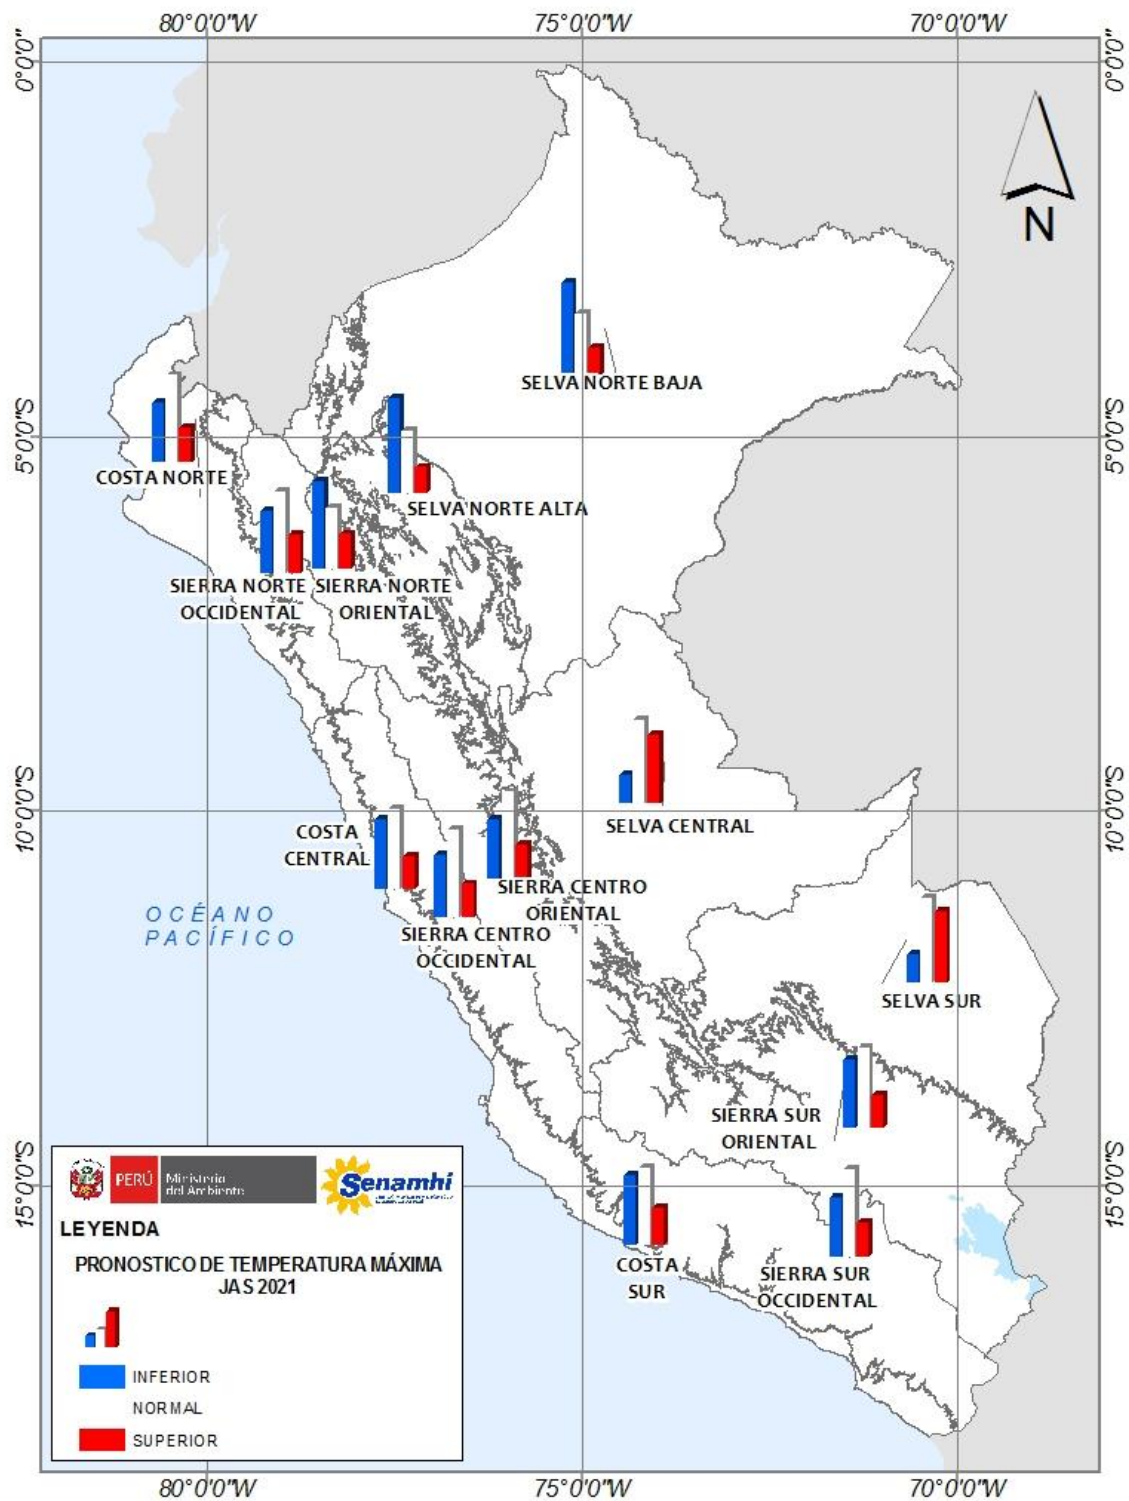 80°0'0"W 75°0'0"W 70°0'0"W
0°0'0" 0°0'0"
N
SELVA NORTE BAJA
5°0'0"S 5°0'0"S
COSTA NORTE
SELVA NORTE ALTA
SIERRA NORTE
OCCIDENTAL
SIERRA NORTE
ORIENTAL
10°0'0"S 10°0'0"S
SELVA CENTRAL
COSTA
CENTRAL
SIERRA CENTRO
ORIENTAL
SIERRA CENTRO
OCCIDENTAL
OCÉANO
PACÍFICO
SELVA SUR
SIERRA SUR
ORIENTAL
15°0'0"S 15°0'0"S
COSTA
SUR
SIERRA SUR
OCCIDENTAL
PERÚ Ministerio
del Ambiente
Senamhi
LEYENDA
PRONOSTICO DE TEMPERATURA MÁXIMA
JAS 2021
INFERIOR
NORMAL
SUPERIOR
80°0'0"W 75°0'0"W 70°0'0"W